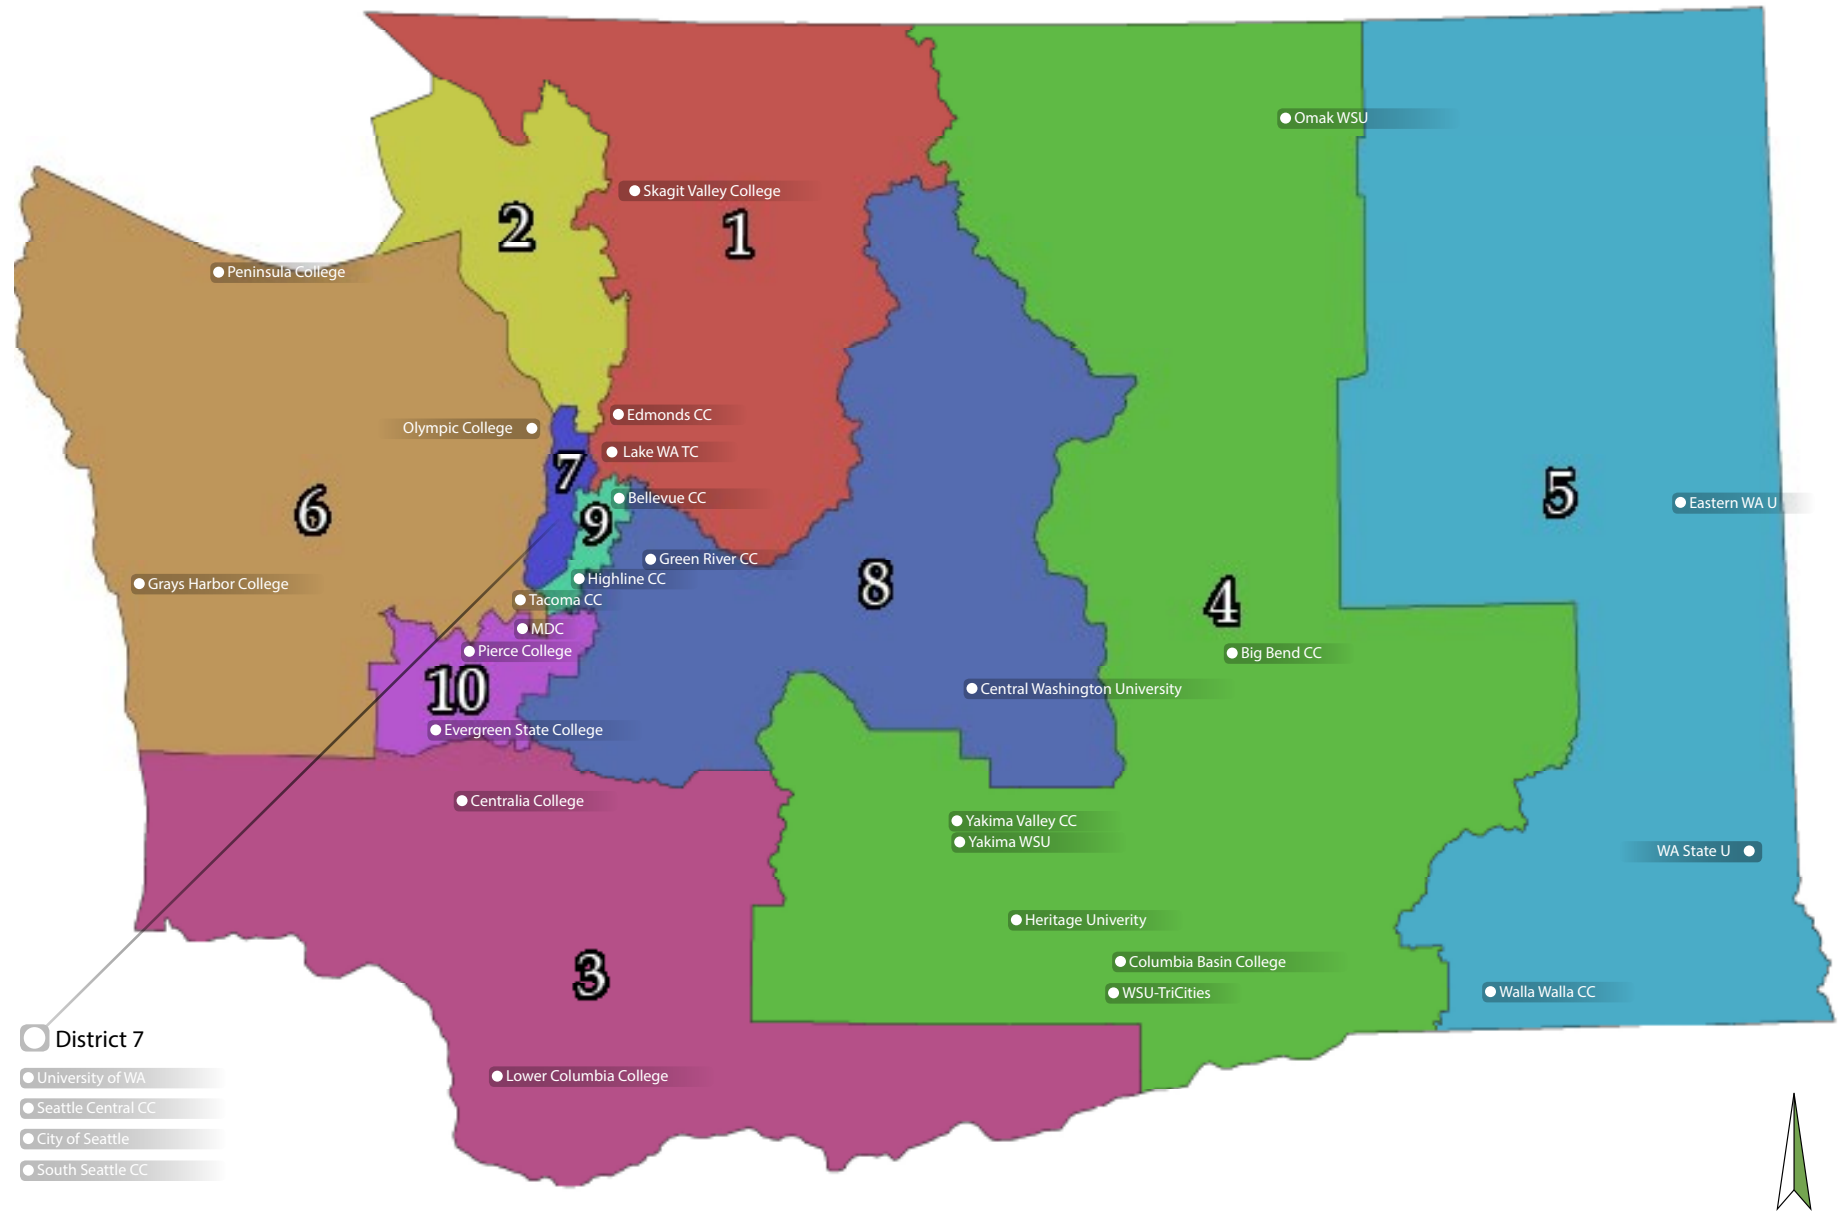 Omak WSU
Skagit Valley College
2
1
Peninsula College
Edmonds CC
Olympic College
Lake WA TC
7
Bellevue CC
5
Eastern WA U
6
9
Green River CC
Highline CC
8
Grays Harbor College
Tacoma CC
4
MDC
Pierce College
Big Bend CC
10
Central Washington University
Evergreen State College
Centralia College
Yakima Valley CC
Yakima WSU
WA State U
Heritage Univerity
Columbia Basin College
3
WSU-TriCities
Walla Walla CC
District 7
Lower Columbia College
University of WA
Seattle Central CC
City of Seattle
South Seattle CC